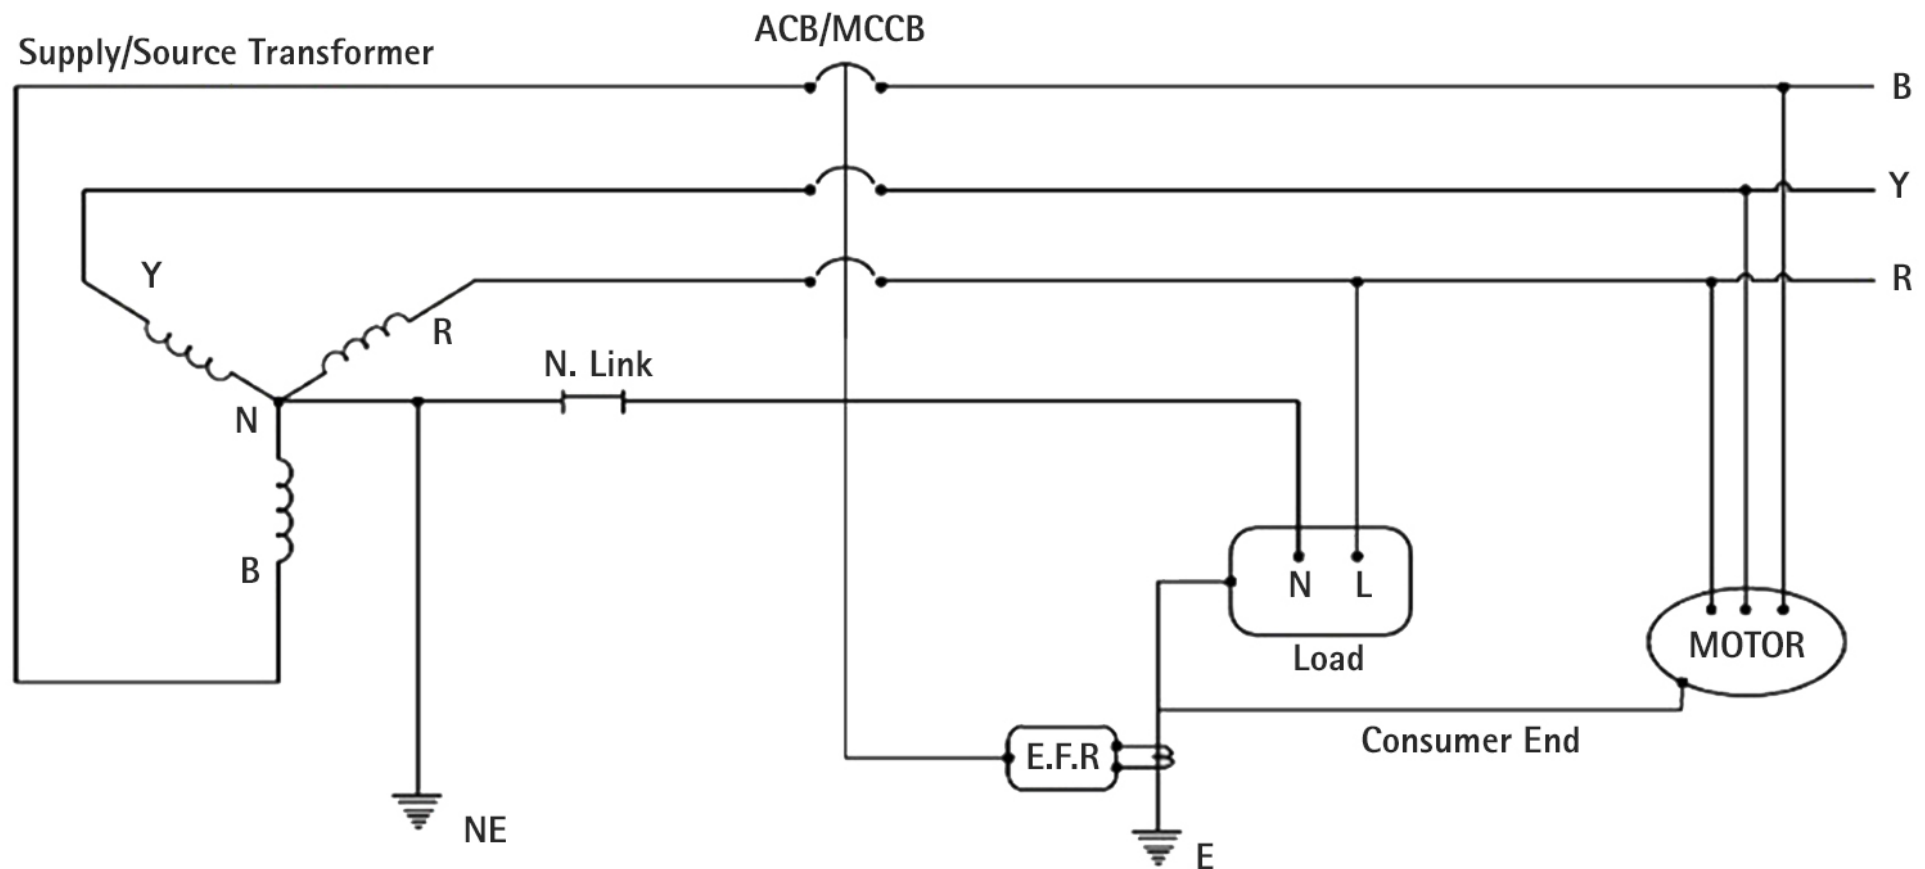 ACB/MCCB
Supply/Source Transformer
B
Y
R
Y
R
N. Link
N
B
N L
Load
MOTOR
Consumer End
E.F.R
NE
E